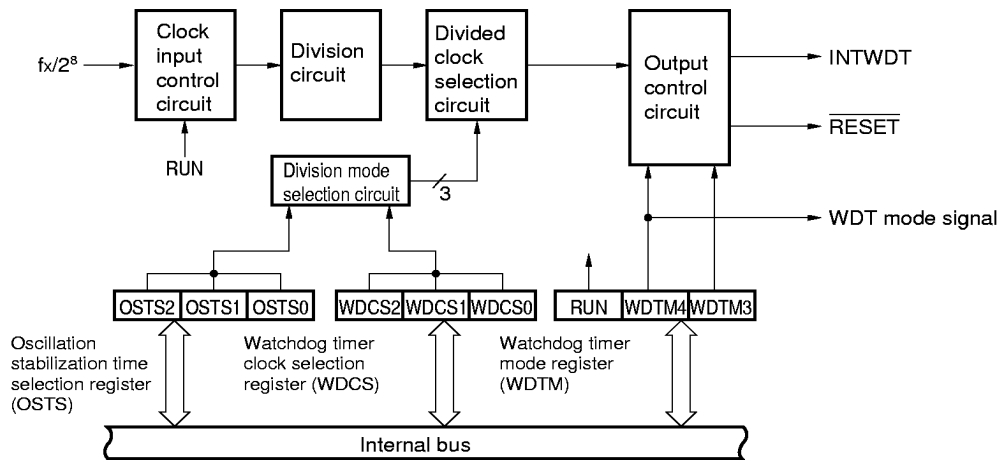 Clock
input
control
circuit
Division
circuit
Divided
clock
selection
circuit
Output
control
circuit
fx/2⁸
INTWDT
RESET
RUN
Division mode
selection circuit
3
WDT mode signal
OSTS2 OSTS1 OSTS0
WDCS2 WDCS1 WDCS0
RUN WDTM4 WDTM3
Oscillation
stabilization time
selection register
(OSTS)
Watchdog timer
clock selection
register (WDCS)
Watchdog timer
mode register
(WDTM)
Internal bus